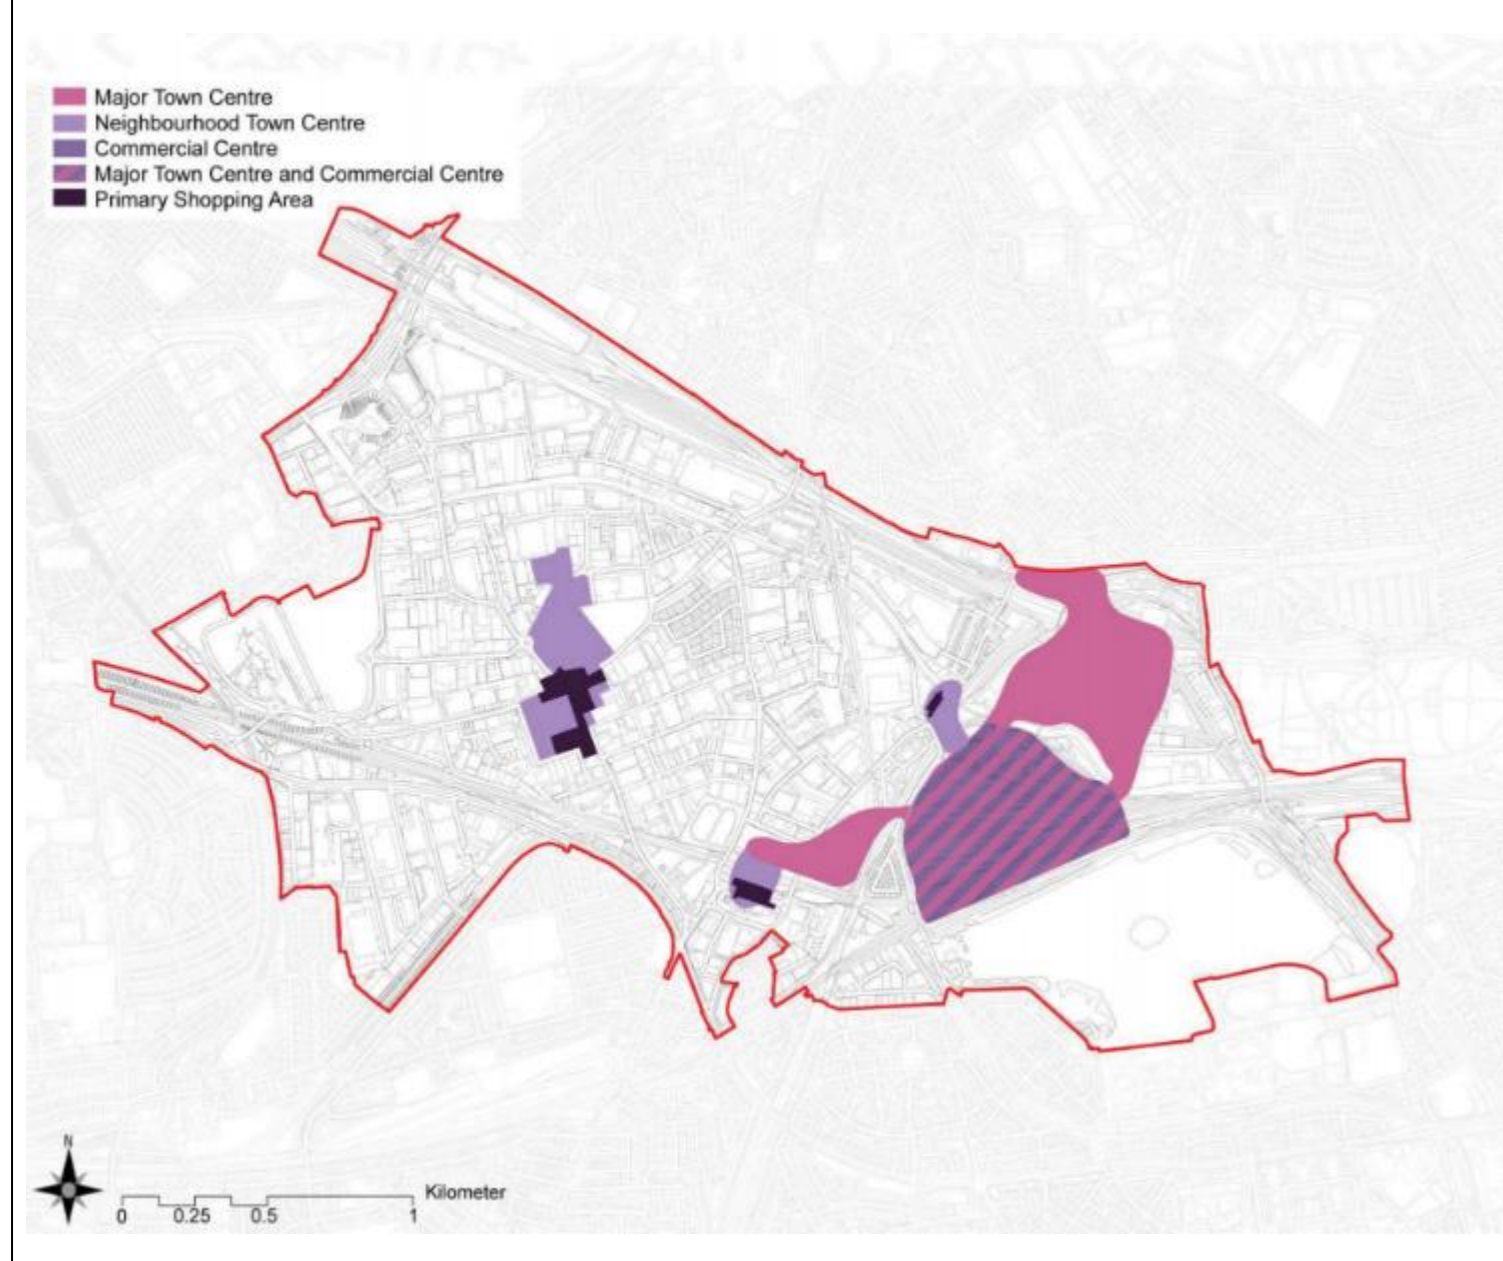 Major Town Centre
Neighbourhood Town Centre
Commercial Centre
Major Town Centre and Commercial Centre
Primary Shopping Area
N
Kilometer
0 0.25 0.5 1